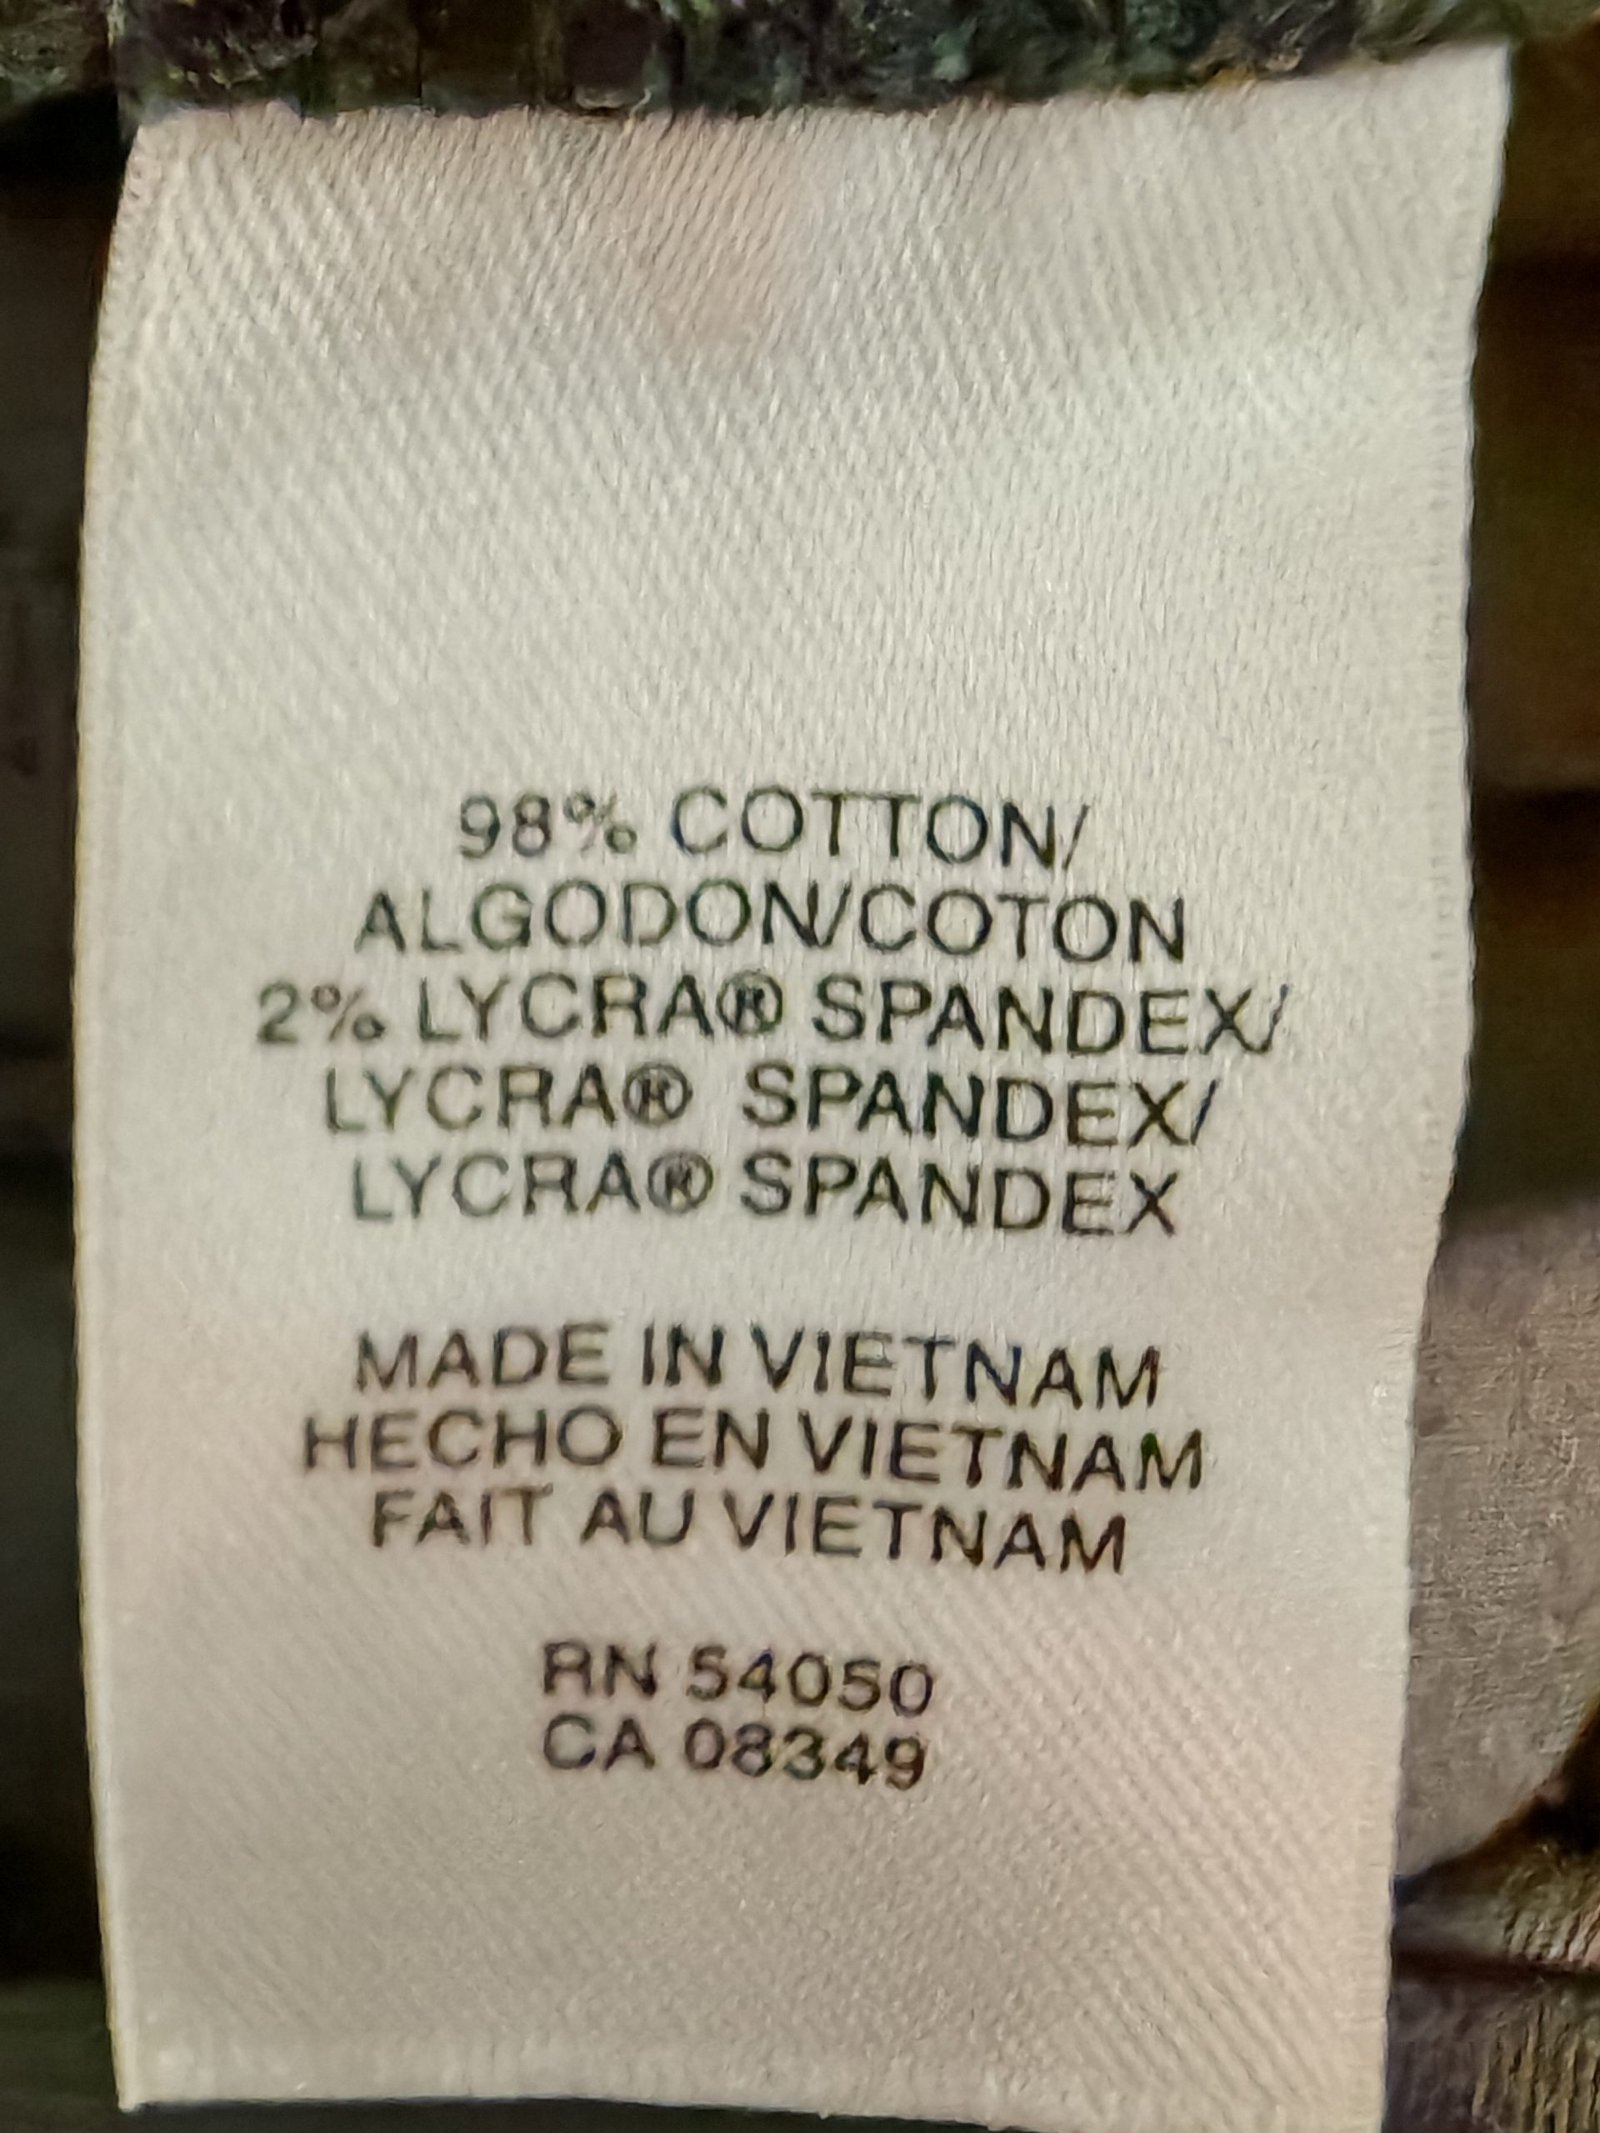 98% COTTON/
ALGODON/COTON
2% LYCRA® SPANDEX/
LYCRA® SPANDEX/
LYCRA® SPANDEX
MADE IN VIETNAM
HECHO EN VIETNAM
FAIT AU VIETNAM
RN 54050
CA 08349